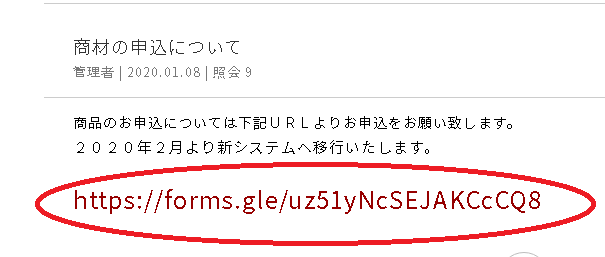 商材の申込について
管理者 | 2020.01.08 | 照会 9
商品のお申込については下記ＵＲＬよりお申込をお願い致します。
２０２０年２月より新システムへ移行いたします。
https://forms.gle/uz51yNcSEJAKCcCQ8